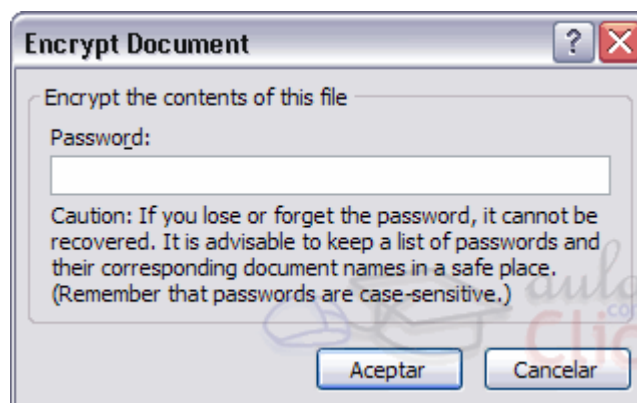 Encrypt Document
?
Encrypt the contents of this file
Password:
Caution: If you lose or forget the password, it cannot be
recovered. It is advisable to keep a list of passwords and
their corresponding document names in a safe place.
(Remember that passwords are case-sensitive.)
aula
Clic
Aceptar
Cancelar